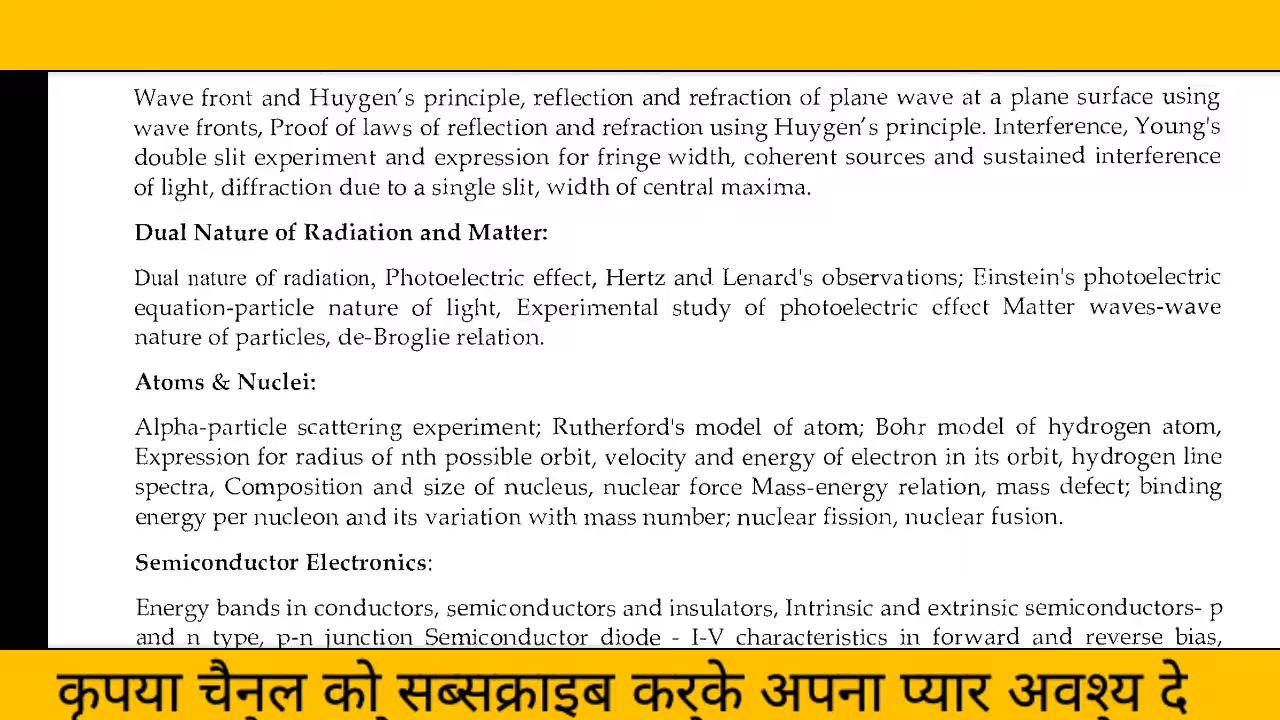 Wave front and Huygen's principle, reflection and refraction of plane wave at a plane surface using
wave fronts, Proof of laws of reflection and refraction using Huygen's principle. Interference, Young's
double slit experiment and expression for fringe width, coherent sources and sustained interference
of light, diffraction due to a single slit, width of central maxima.
Dual Nature of Radiation and Matter:
Dual nature of radiation, Photoelectric effect, Hertz and Lenard's observations; Einstein's photoelectric
equation-particle nature of light, Experimental study of photoelectric effect Matter waves-wave
nature of particles, de-Broglie relation.
Atoms & Nuclei:
Alpha-particle scattering experiment; Rutherford's model of atom; Bohr model of hydrogen atom,
Expression for radius of nth possible orbit, velocity and energy of electron in its orbit, hydrogen line
spectra, Composition and size of nucleus, nuclear force Mass-energy relation, mass defect; binding
energy per nucleon and its variation with mass number; nuclear fission, nuclear fusion.
Semiconductor Electronics:
Energy bands in conductors, semiconductors and insulators, Intrinsic and extrinsic semiconductors- p
and n type, p-n junction Semiconductor diode - I-V characteristics in forward and reverse bias,
कृपया चैनल को सब्सक्राइब करके अपना प्यार अवश्य दे